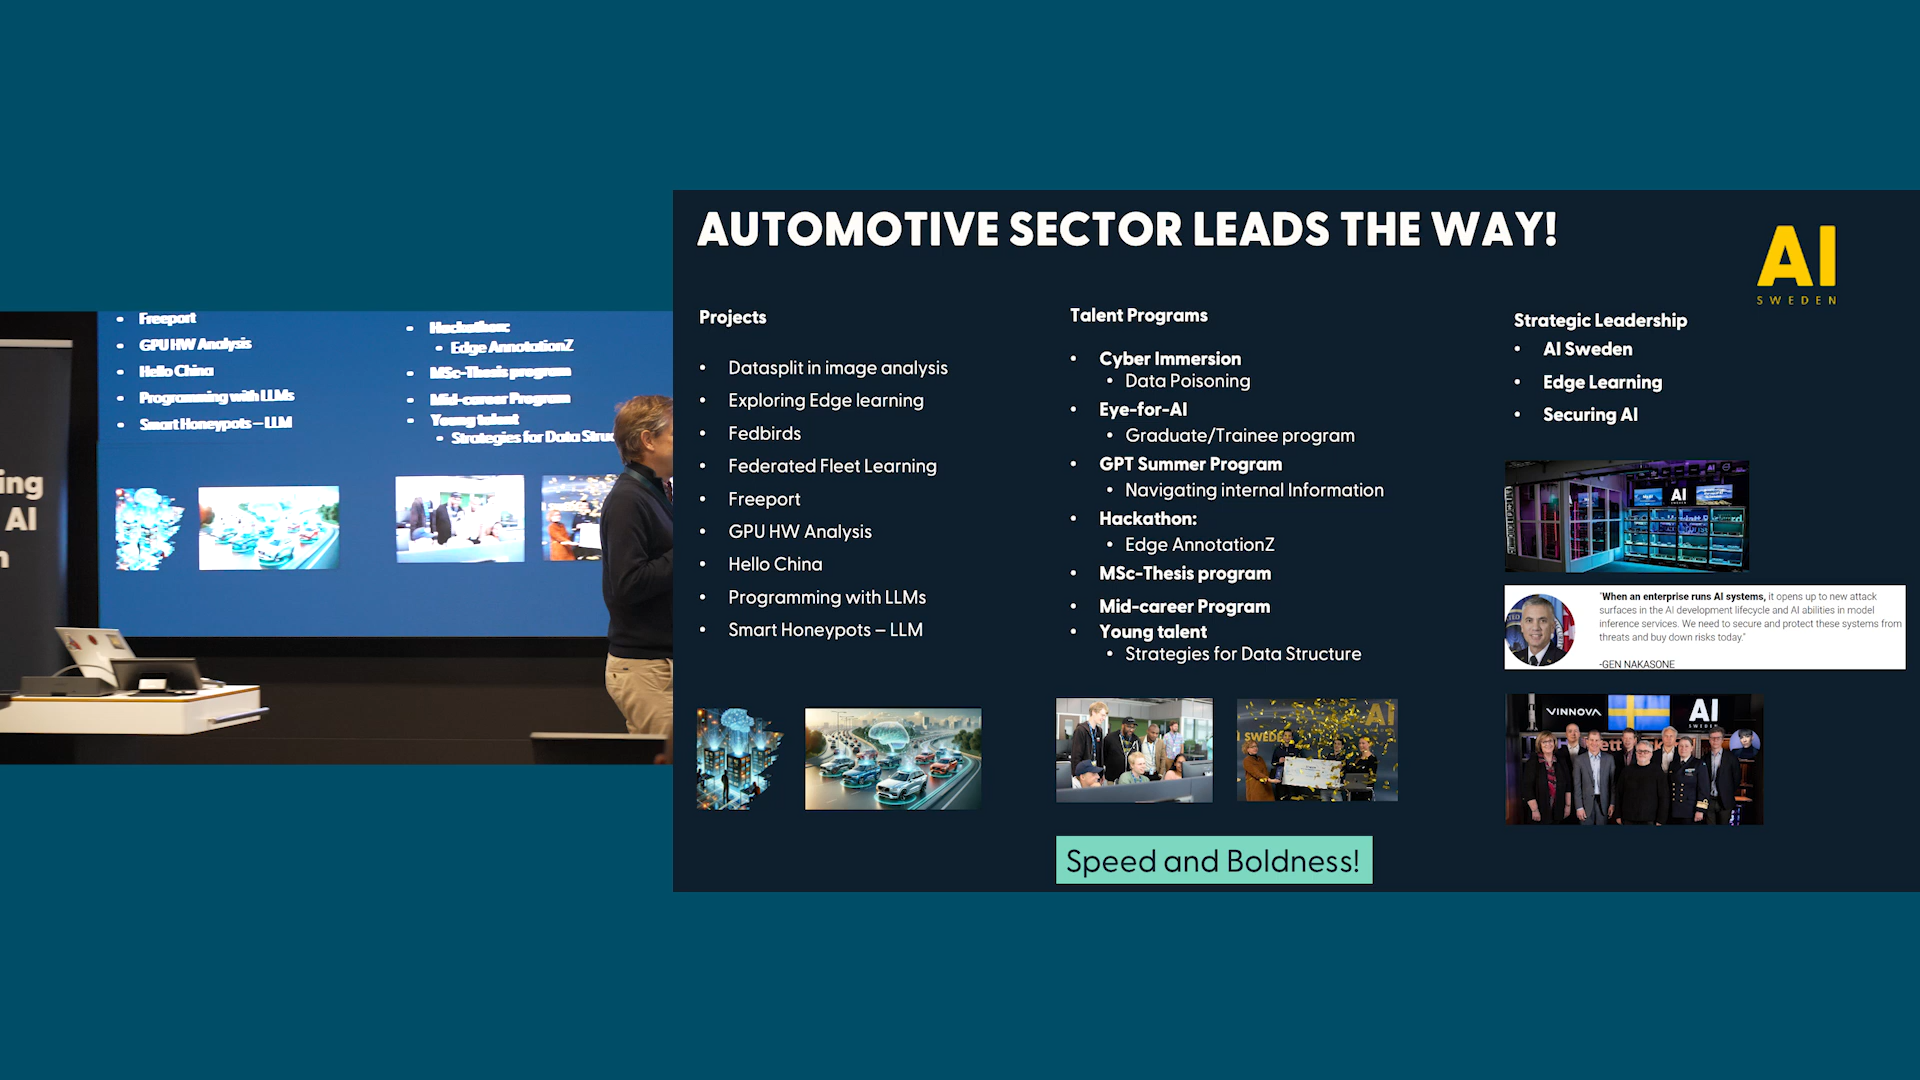 Freeport
GPU HW Analysis
Hello China
Programming with LLMs
Smart Honeypots – LLM
Hackathon:
Edge AnnotationZ
MSc-Thesis program
Mid-career Program
Young talent
Strategies for Data Struc
ing
AI
n
AUTOMOTIVE SECTOR LEADS THE WAY!
AI
SWEDEN
Projects
Datasplit in image analysis
Exploring Edge learning
Fedbirds
Federated Fleet Learning
Freeport
GPU HW Analysis
Hello China
Programming with LLMs
Smart Honeypots – LLM
Talent Programs
Cyber Immersion
Data Poisoning
Eye-for-AI
Graduate/Trainee program
GPT Summer Program
Navigating internal Information
Hackathon:
Edge AnnotationZ
MSc-Thesis program
Mid-career Program
Young talent
Strategies for Data Structure
Strategic Leadership
AI Sweden
Edge Learning
Securing AI
AI
"When an enterprise runs AI systems, it opens up to new attack
surfaces in the AI development lifecycle and AI abilities in model
inference services. We need to secure and protect these systems from
threats and buy down risks today."
-GEN NAKASONE
VINNOVA
AI
SWEDEN
AI
SWEDE
Speed and Boldness!